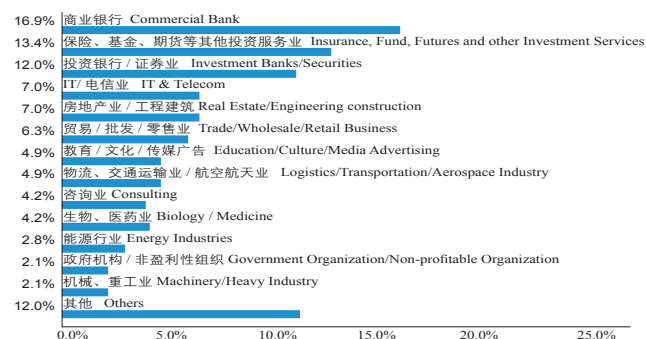 16.9% 商业银行 Commercial Bank
13.4% 保险、基金、期货等其他投资服务业 Insurance, Fund, Futures and other Investment Services
12.0% 投资银行 / 证券业 Investment Banks/Securities
7.0% IT/ 电信业 IT & Telecom
7.0% 房地产业 / 工程建筑 Real Estate/Engineering construction
6.3% 贸易 / 批发 / 零售业 Trade/Wholesale/Retail Business
4.9% 教育 / 文化 / 传媒广告 Education/Culture/Media Advertising
4.9% 物流、交通运输业 / 航空航天业 Logistics/Transportation/Aerospace Industry
4.2% 咨询业 Consulting
4.2% 生物、医药业 Biology / Medicine
2.8% 能源行业 Energy Industries
2.1% 政府机构 / 非盈利性组织 Government Organization/Non-profitable Organization
2.1% 机械、重工业 Machinery/Heavy Industry
12.0% 其他 Others
0.0% 5.0% 10.0% 15.0% 20.0% 25.0%